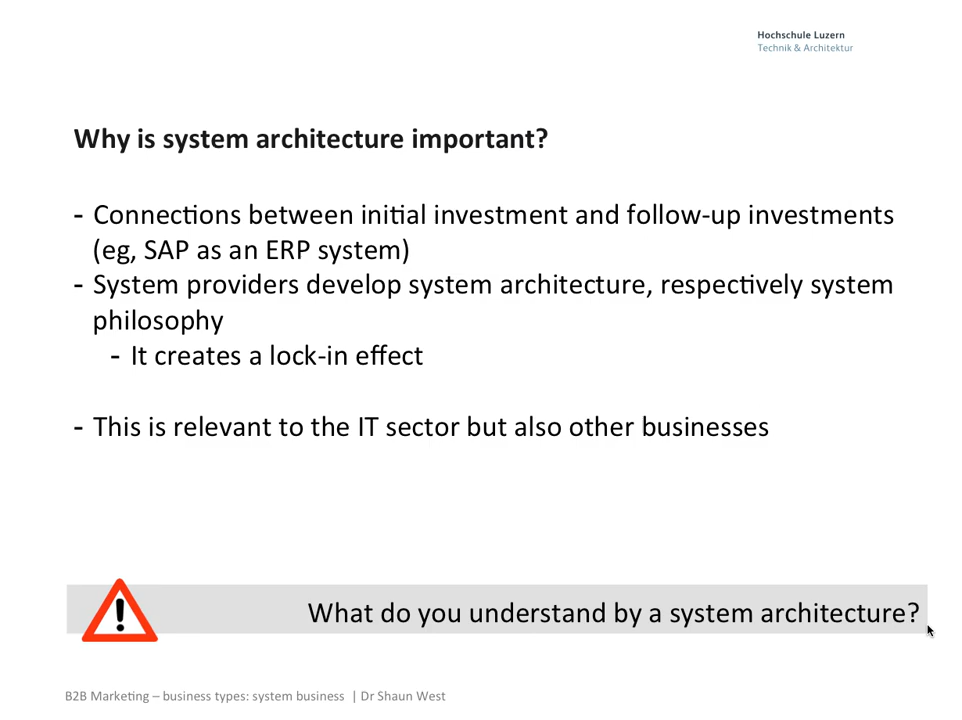 Hochschule Luzern
Technik & Architektur
Why is system architecture important?
- Connections between initial investment and follow-up investments
(eg, SAP as an ERP system)
- System providers develop system architecture, respectively system
philosophy
- It creates a lock-in effect
- This is relevant to the IT sector but also other businesses
What do you understand by a system architecture?
B2B Marketing – business types: system business | Dr Shaun West